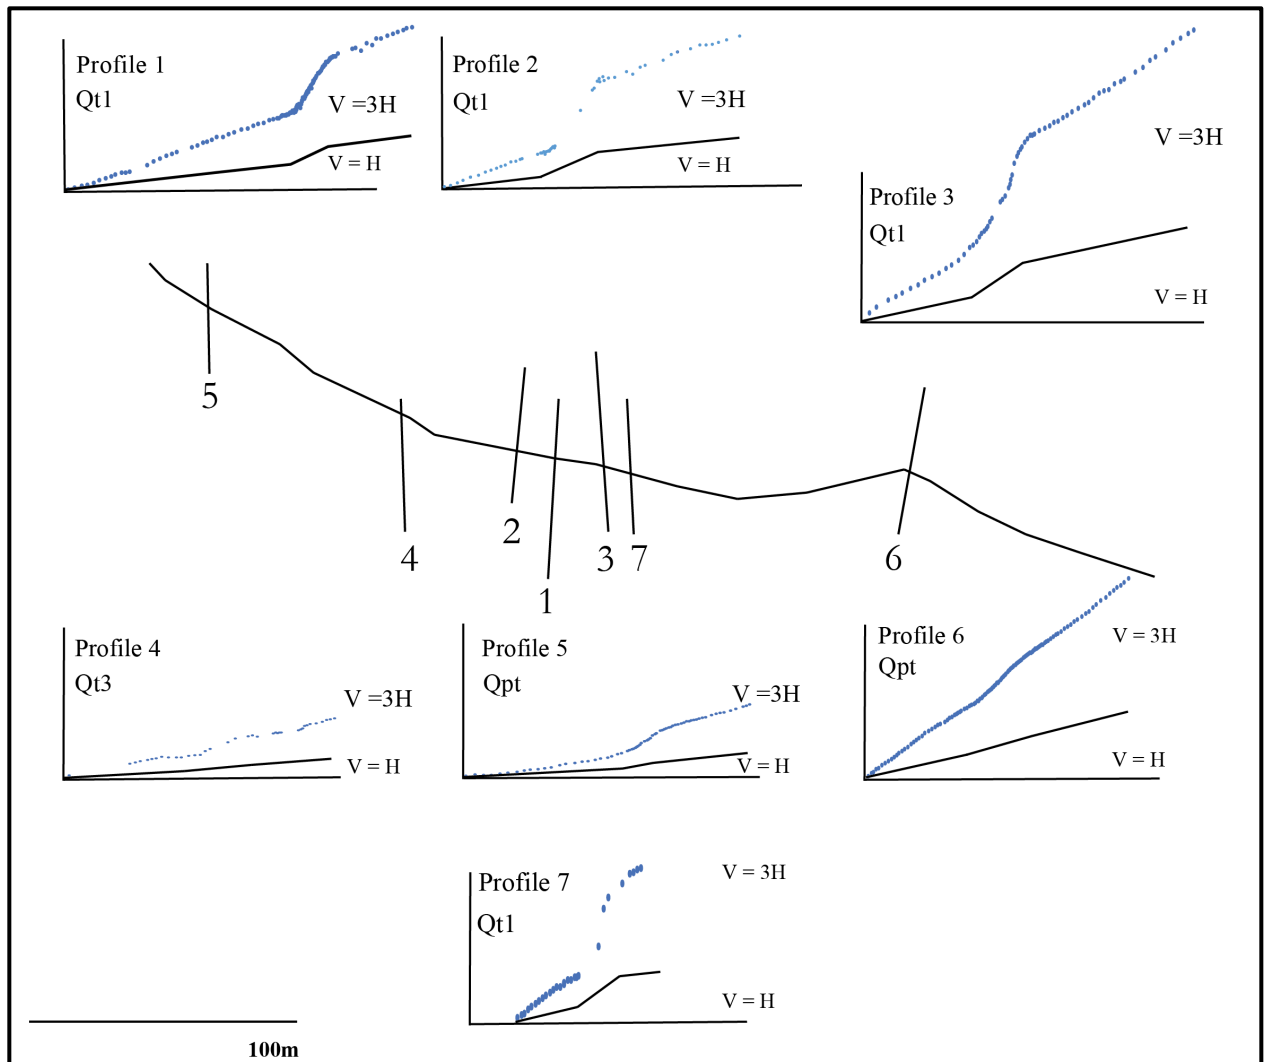 Profile 1
Qt1
V =3H
V = H
Profile 2
Qt1
V =3H
V = H
Profile 3
Qt1
V =3H
V = H
5
4
2
1
3
7
6
Profile 4
Qt3
V =3H
V = H
Profile 5
Qpt
V =3H
V = H
Profile 6
Qpt
V = 3H
V = H
Profile 7
Qt1
V = 3H
V = H
100m